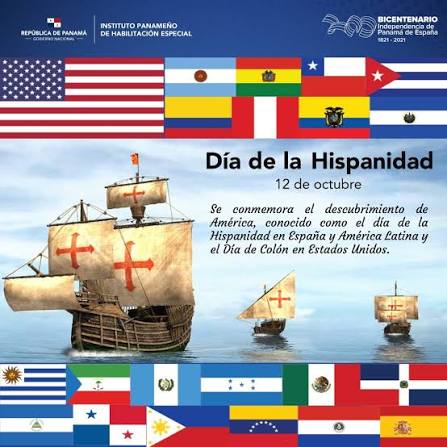 REPÚBLICA DE PANAMÁ
GOBIERNO NACIONAL
INSTITUTO PANAMEÑO
DE HABILITACIÓN ESPECIAL
BICENTENARIO
Independencia de
Panamá de España
1821 - 2021
Día de la Hispanidad
12 de octubre
Se conmemora el descubrimiento de
América, conocido como el día de la
Hispanidad en España y América Latina y
el Día de Colón en Estados Unidos.